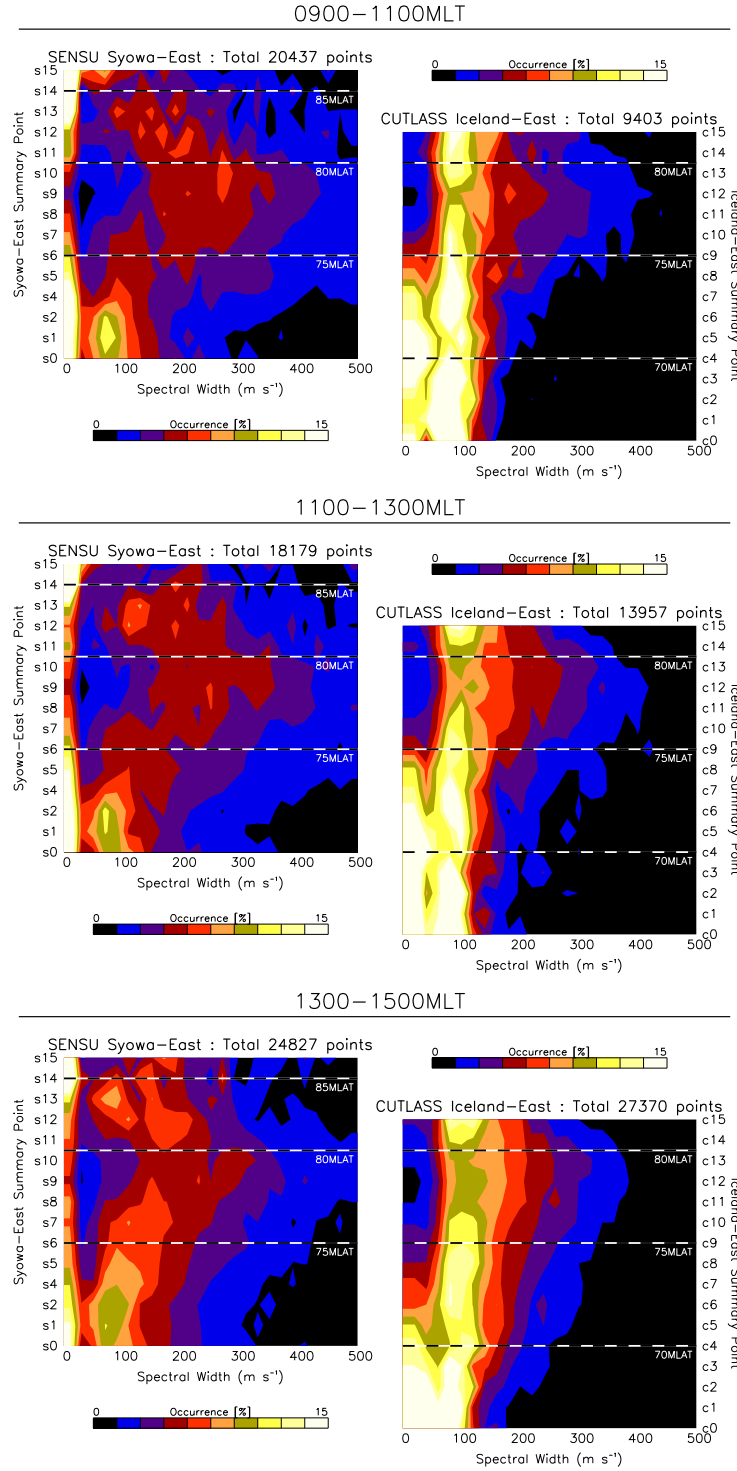 0900-1100MLT
SENSU Syowa-East : Total 20437 points
0 Occurrence [%] 15
CUTLASS Iceland-East : Total 9403 points
Syowa-East Summary Point
s15
s14
s13
s12
s11
s10
s9
s8
s7
s6
s5
s4
s2
s1
s0
85MLAT
80MLAT
75MLAT
0 100 200 300 400 500
Spectral Width (m s⁻¹)
0 Occurrence [%] 15
c15
c14
c13
c12
c11
c10
c9
c8
c7
c6
c5
c4
c3
c2
c1
c0
80MLAT
75MLAT
70MLAT
Iceland-East Summary Point
0 100 200 300 400 500
Spectral Width (m s⁻¹)
1100-1300MLT
SENSU Syowa-East : Total 18179 points
0 Occurrence [%] 15
CUTLASS Iceland-East : Total 13957 points
Syowa-East Summary Point
s15
s14
s13
s12
s11
s10
s9
s8
s7
s6
s5
s4
s2
s1
s0
85MLAT
80MLAT
75MLAT
0 100 200 300 400 500
Spectral Width (m s⁻¹)
0 Occurrence [%] 15
c15
c14
c13
c12
c11
c10
c9
c8
c7
c6
c5
c4
c3
c2
c1
c0
80MLAT
75MLAT
70MLAT
Iceland-East Summary Point
0 100 200 300 400 500
Spectral Width (m s⁻¹)
1300-1500MLT
SENSU Syowa-East : Total 24827 points
0 Occurrence [%] 15
CUTLASS Iceland-East : Total 27370 points
Syowa-East Summary Point
s15
s14
s13
s12
s11
s10
s9
s8
s7
s6
s5
s4
s2
s1
s0
85MLAT
80MLAT
75MLAT
0 100 200 300 400 500
Spectral Width (m s⁻¹)
0 Occurrence [%] 15
c15
c14
c13
c12
c11
c10
c9
c8
c7
c6
c5
c4
c3
c2
c1
c0
80MLAT
75MLAT
70MLAT
Iceland-East Summary Point
0 100 200 300 400 500
Spectral Width (m s⁻¹)